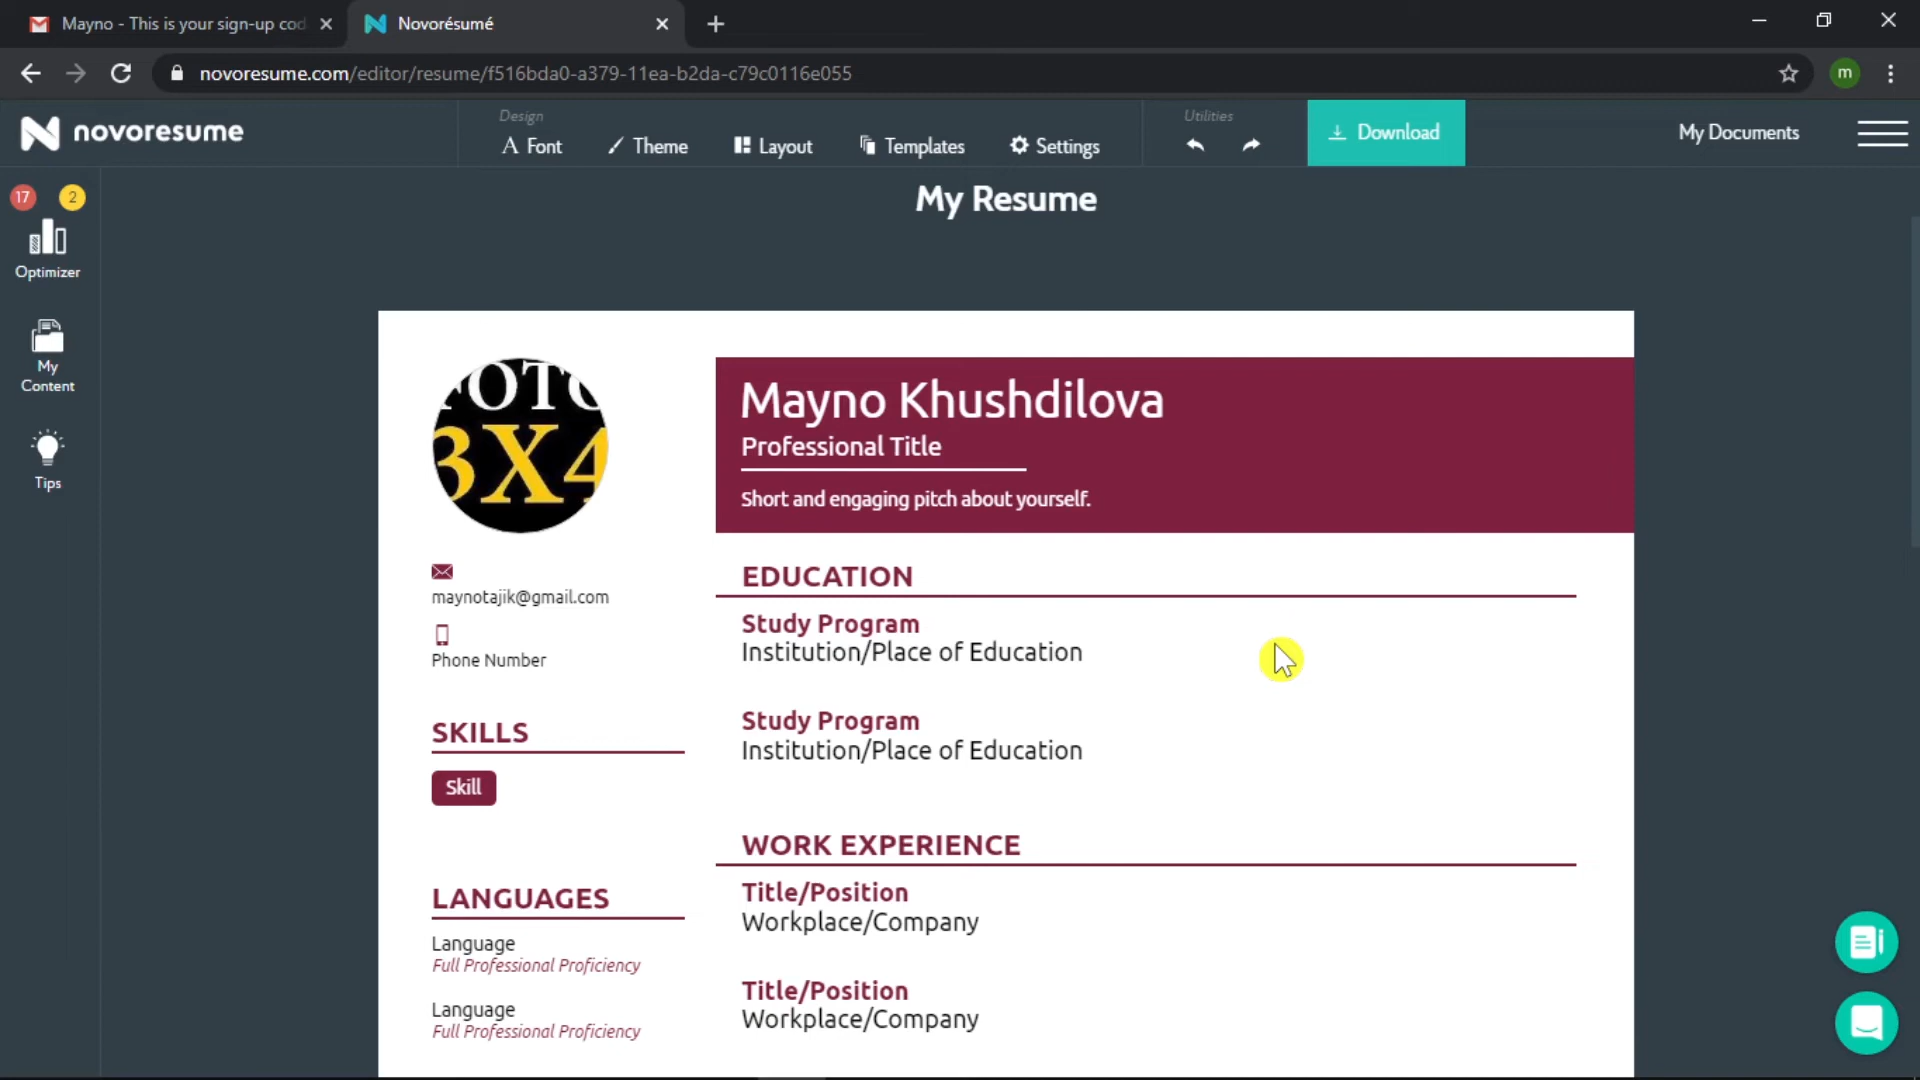 Mayno - This is your sign-up cod
Novorésumé
novoresume.com/editor/resume/f516bda0-a379-11ea-b2da-c79c0116e055
m
novoresume
Design
Font
Theme
Layout
Templates
Settings
Utilities
Download
My Documents
17
2
Optimizer
My
Content
Tips
My Resume
FOTO
3X4
Mayno Khushdilova
Professional Title
Short and engaging pitch about yourself.
maynotajik@gmail.com
Phone Number
SKILLS
Skill
LANGUAGES
Language
Full Professional Proficiency
Language
Full Professional Proficiency
EDUCATION
Study Program
Institution/Place of Education
Study Program
Institution/Place of Education
WORK EXPERIENCE
Title/Position
Workplace/Company
Title/Position
Workplace/Company